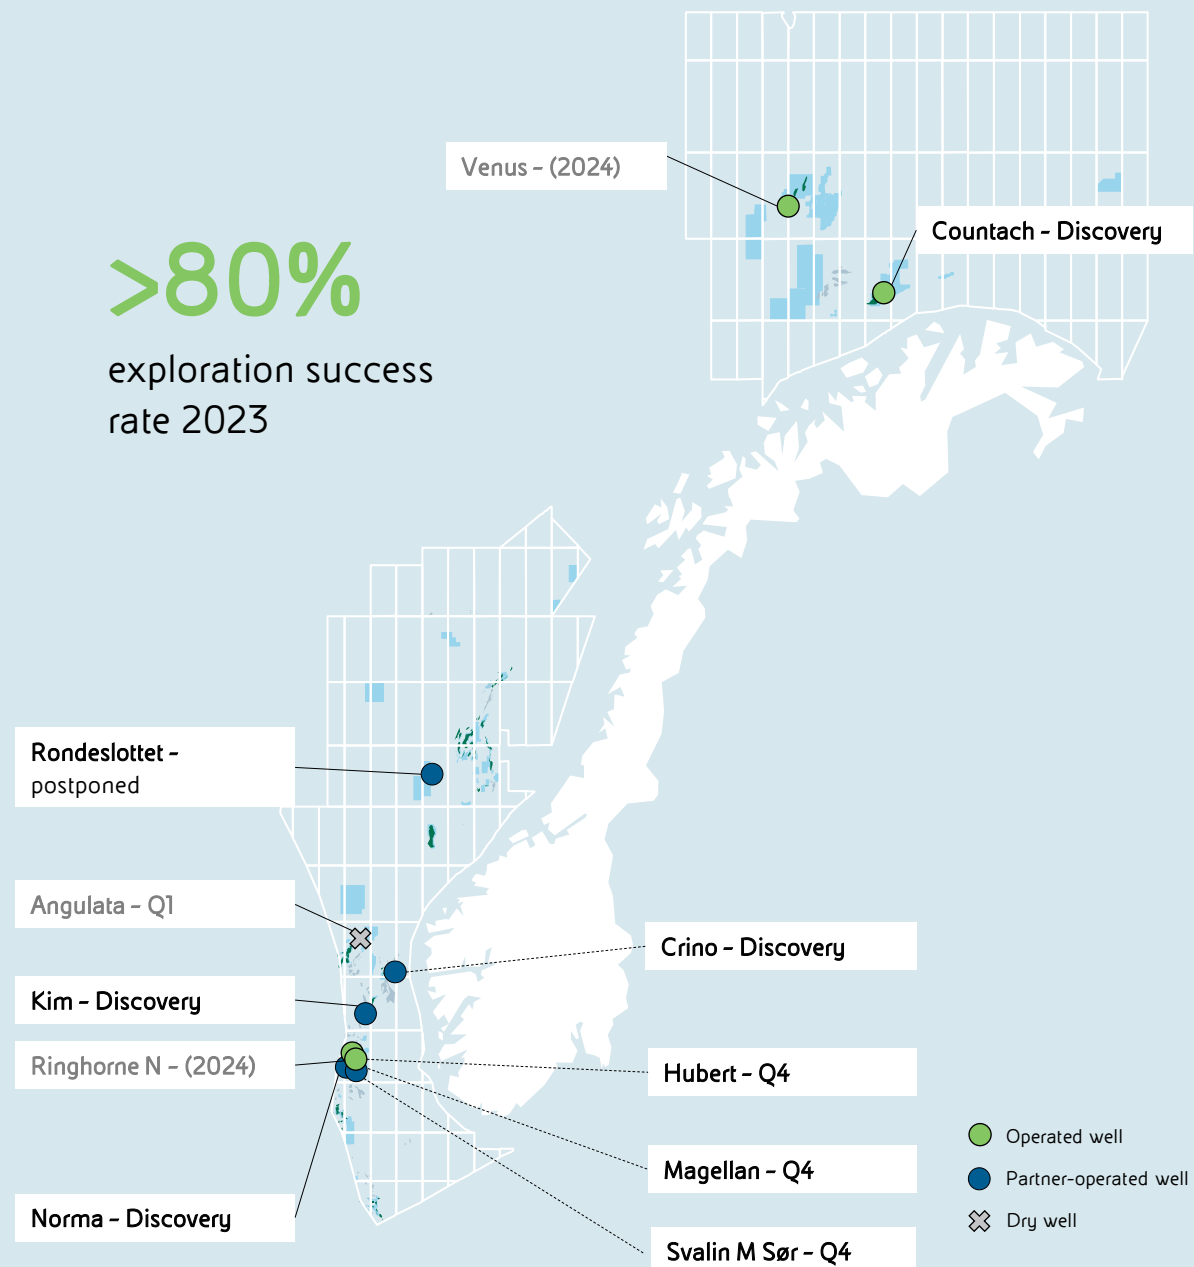 Venus - (2024)
Countach - Discovery
>80%
exploration success
rate 2023
Rondeslottet -
postponed
Angulata - Q1
Crino - Discovery
Kim - Discovery
Ringhorne N - (2024)
Hubert - Q4
Magellan - Q4
Norma - Discovery
Svalin M Sør - Q4
Operated well
Partner-operated well
Dry well